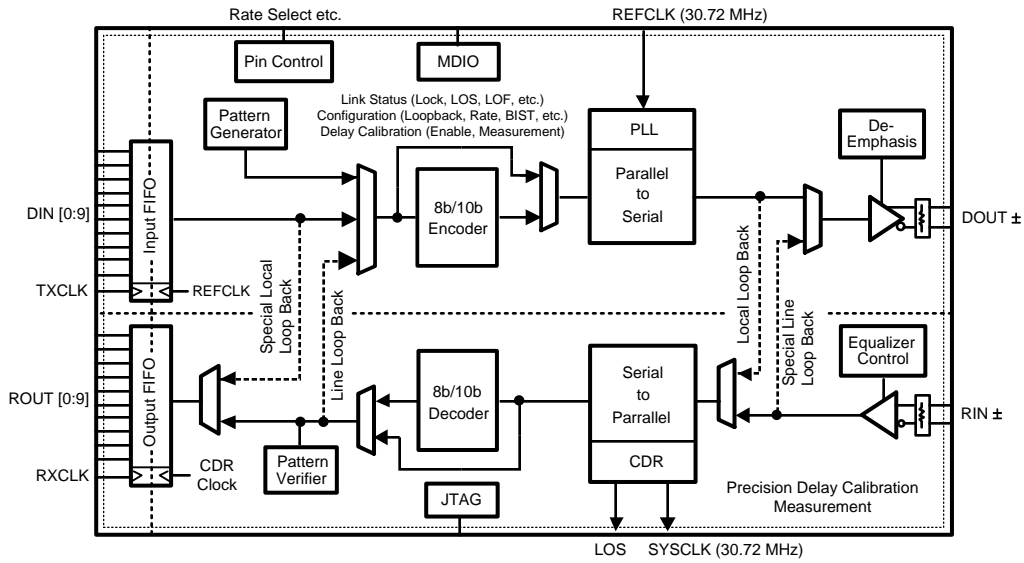 Rate Select etc.
REFCLK (30.72 MHz)
Pin Control
MDIO
Link Status (Lock, LOS, LOF, etc.)
Configuration (Loopback, Rate, BIST, etc.)
Delay Calibration (Enable, Measurement)
Pattern
Generator
PLL
Parallel
to
Serial
De-
Emphasis
DIN [0:9]
Input FIFO
8b/10b
Encoder
DOUT ±
TXCLK
REFCLK
Special Local
Loop Back
Line Loop Back
Local Loop Back
Special Line
Loop Back
Equalizer
Control
ROUT [0:9]
Output FIFO
8b/10b
Decoder
Serial
to
Parrallel
CDR
RIN ±
RXCLK
CDR
Clock
Pattern
Verifier
JTAG
Precision Delay Calibration
Measurement
LOS
SYSCLK (30.72 MHz)